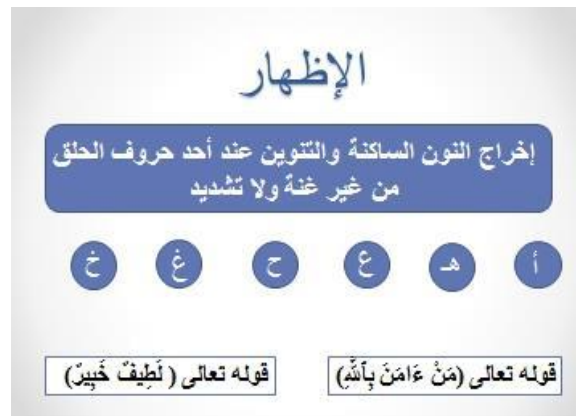 الإظهار
إخراج النون الساكنة والتنوين عند أحد حروف الحلق
من غير غنة ولا تشديد
أ هـ ع ح غ خ
قوله تعالى (مَنْ ءَامَنَ بِٱللَّهِ)
قوله تعالى ( لَطِيفٌ خَبِيرٌ)